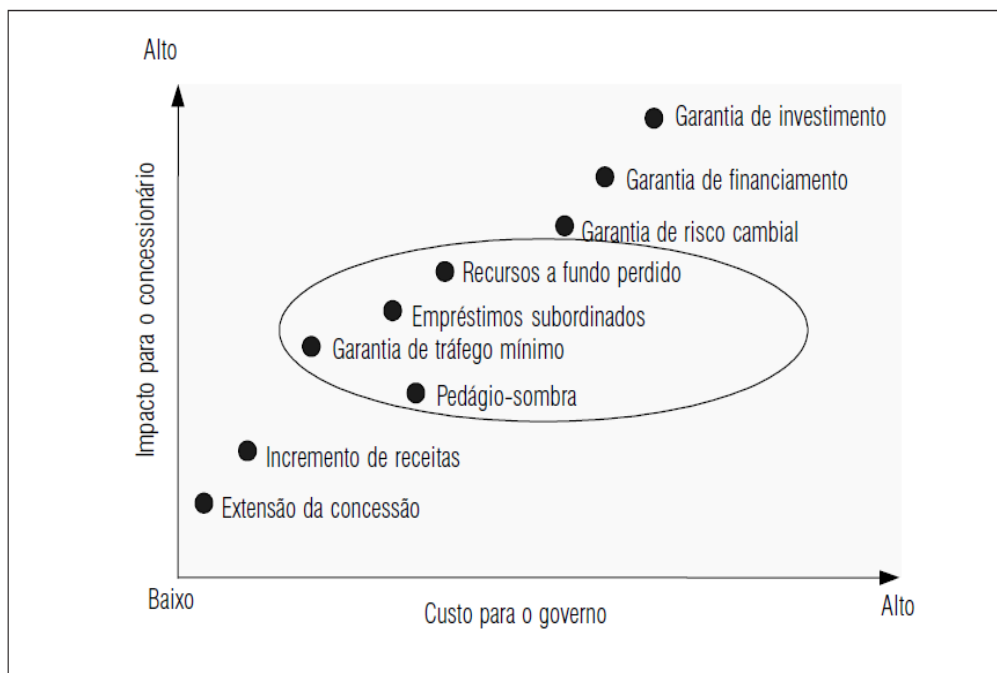 Alto
Impacto para o concessionário
Garantia de investimento
Garantia de financiamento
Garantia de risco cambial
Recursos a fundo perdido
Empréstimos subordinados
Garantia de tráfego mínimo
Pedágio-sombra
Incremento de receitas
Extensão da concessão
Baixo
Custo para o governo
Alto